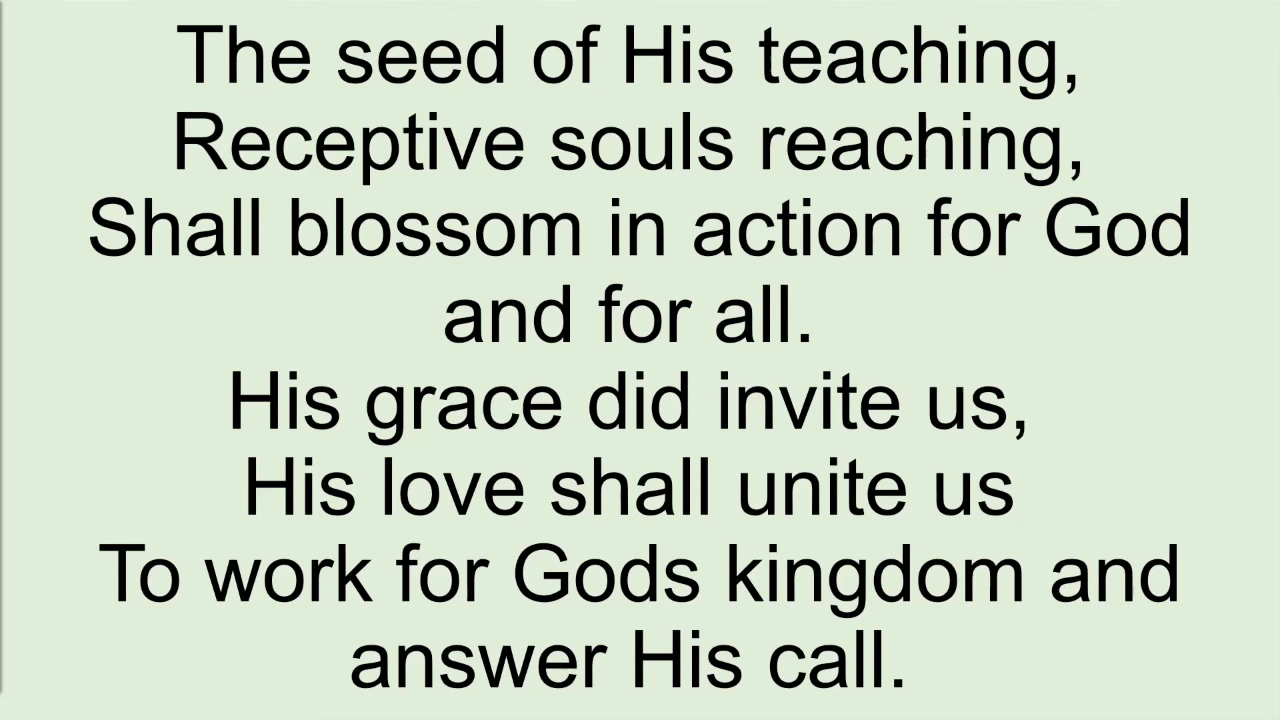 The seed of His teaching,
Receptive souls reaching,
Shall blossom in action for God
and for all.
His grace did invite us,
His love shall unite us
To work for Gods kingdom and
answer His call.